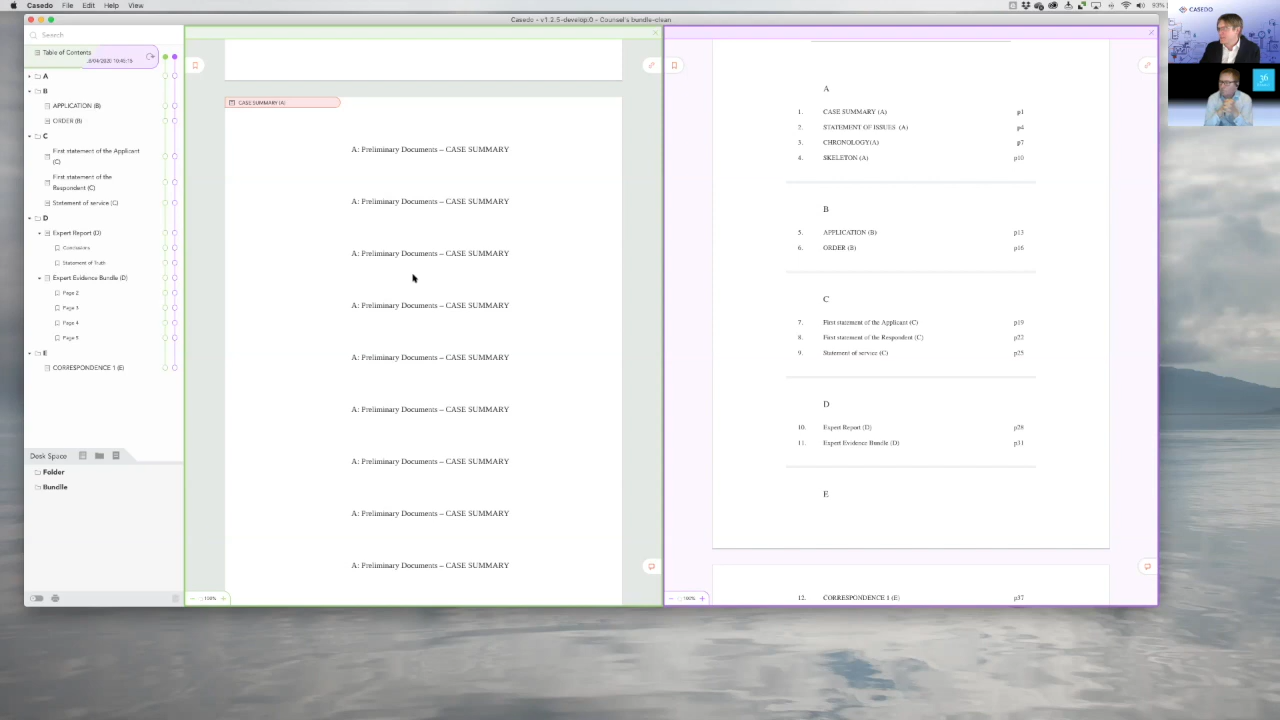 Casedo File Edit Help View
93%
Casedo - v1.2.5-develop.0 - Counsel's bundle-clean
CASEDO
36
Search
Table of Contents
A
B
APPLICATION (B)
ORDER (B)
C
First statement of the Applicant
(C)
First statement of the
Respondent (C)
Statement of service (C)
D
Expert Report (D)
Conclusions
Statement of Truth
Expert Evidence Bundle (D)
Page 2
Page 3
Page 4
Page 5
E
CORRESPONDENCE 1 (E)
Desk Space
Folder
Bundlle
CASE SUMMARY (A)
A: Preliminary Documents – CASE SUMMARY
A: Preliminary Documents – CASE SUMMARY
A: Preliminary Documents – CASE SUMMARY
A: Preliminary Documents – CASE SUMMARY
A: Preliminary Documents – CASE SUMMARY
A: Preliminary Documents – CASE SUMMARY
A: Preliminary Documents – CASE SUMMARY
A: Preliminary Documents – CASE SUMMARY
A: Preliminary Documents – CASE SUMMARY
100%
A
1. CASE SUMMARY (A) p1
2. STATEMENT OF ISSUES (A) p4
3. CHRONOLOGY(A) p7
4. SKELETON (A) p10
B
5. APPLICATION (B) p13
6. ORDER (B) p16
C
7. First statement of the Applicant (C) p19
8. First statement of the Respondent (C) p22
9. Statement of service (C) p25
D
10. Expert Report (D) p28
11. Expert Evidence Bundle (D) p31
E
12. CORRESPONDENCE 1 (E) p37
100%